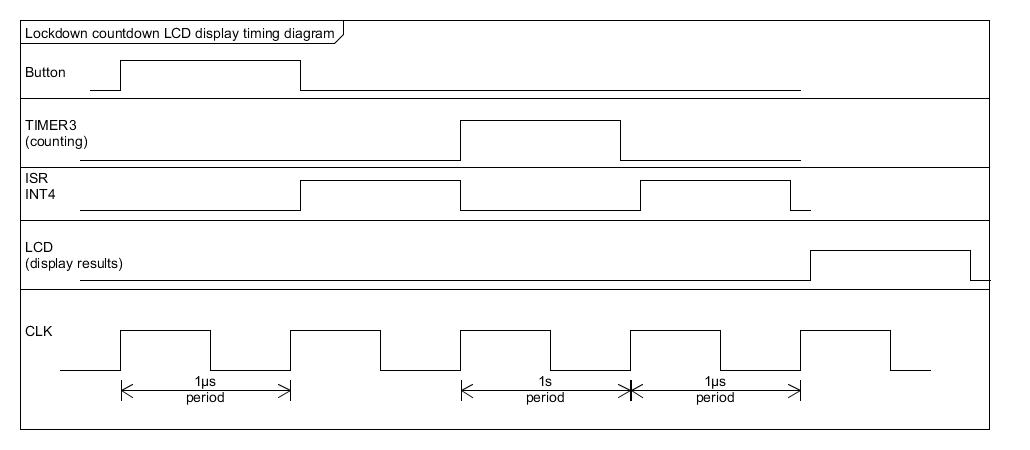 Lockdown countdown LCD display timing diagram
Button
TIMER3
(counting)
ISR
INT4
LCD
(display results)
CLK
1µs
period
1s
period
1µs
period